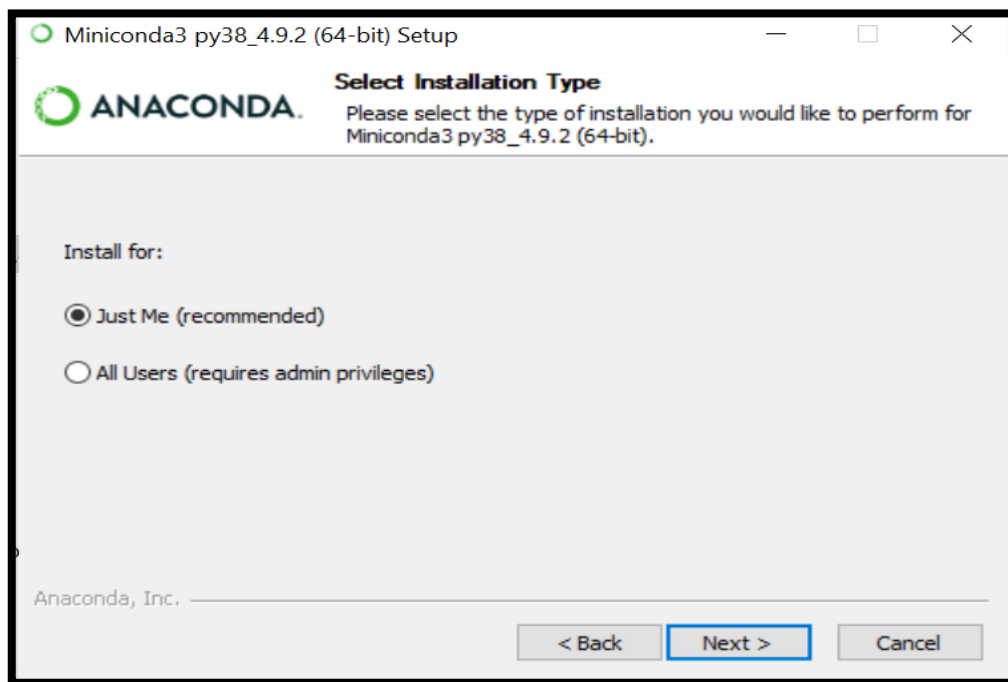 Miniconda3 py38_4.9.2 (64-bit) Setup
ANACONDA.
Select Installation Type
Please select the type of installation you would like to perform for
Miniconda3 py38_4.9.2 (64-bit).
Install for:
Just Me (recommended)
All Users (requires admin privileges)
Anaconda, Inc.
< Back
Next >
Cancel